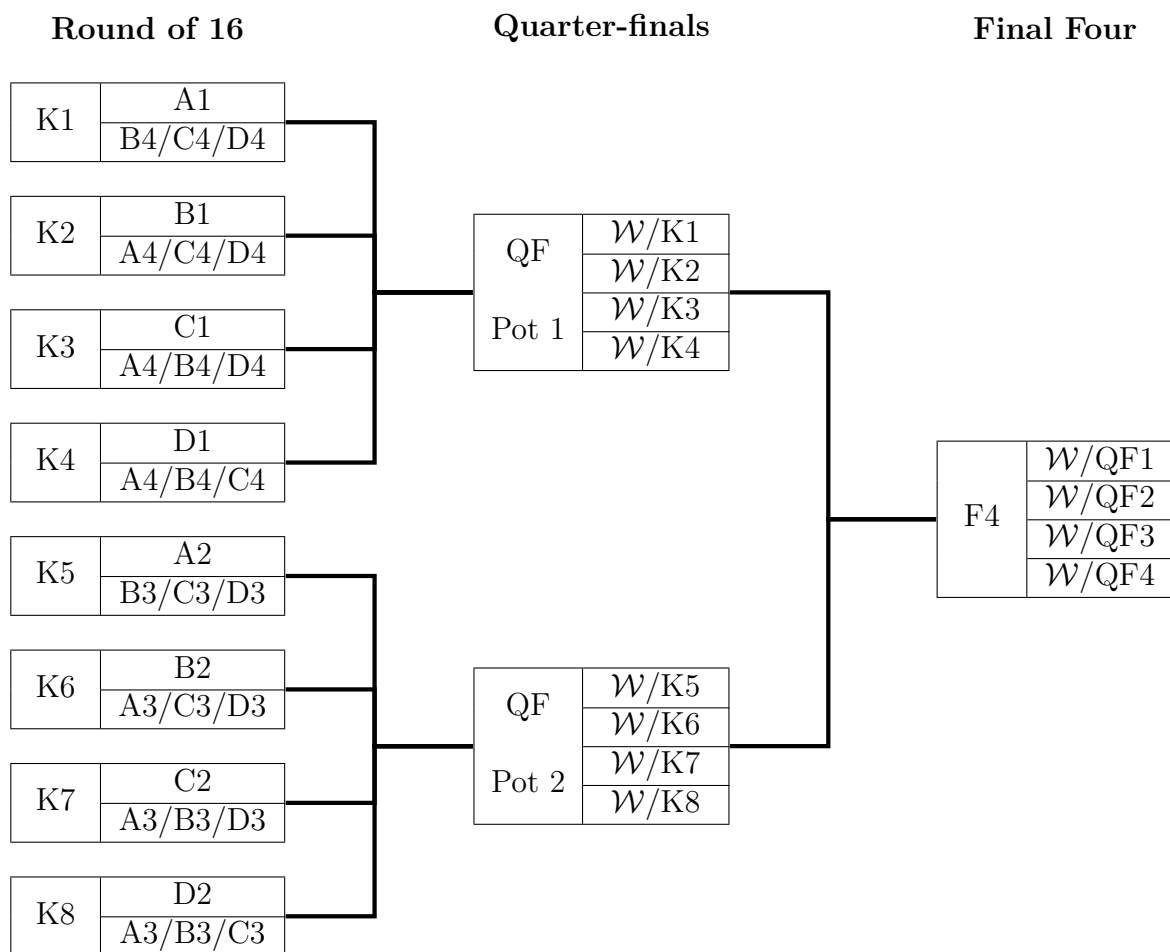 Round of 16
Quarter-finals
Final Four
K1
A1
B4/C4/D4
K2
B1
A4/C4/D4
K3
C1
A4/B4/D4
K4
D1
A4/B4/C4
K5
A2
B3/C3/D3
K6
B2
A3/C3/D3
K7
C2
A3/B3/D3
K8
D2
A3/B3/C3
QF
Pot 1
𝒲/K1
𝒲/K2
𝒲/K3
𝒲/K4
QF
Pot 2
𝒲/K5
𝒲/K6
𝒲/K7
𝒲/K8
F4
𝒲/QF1
𝒲/QF2
𝒲/QF3
𝒲/QF4